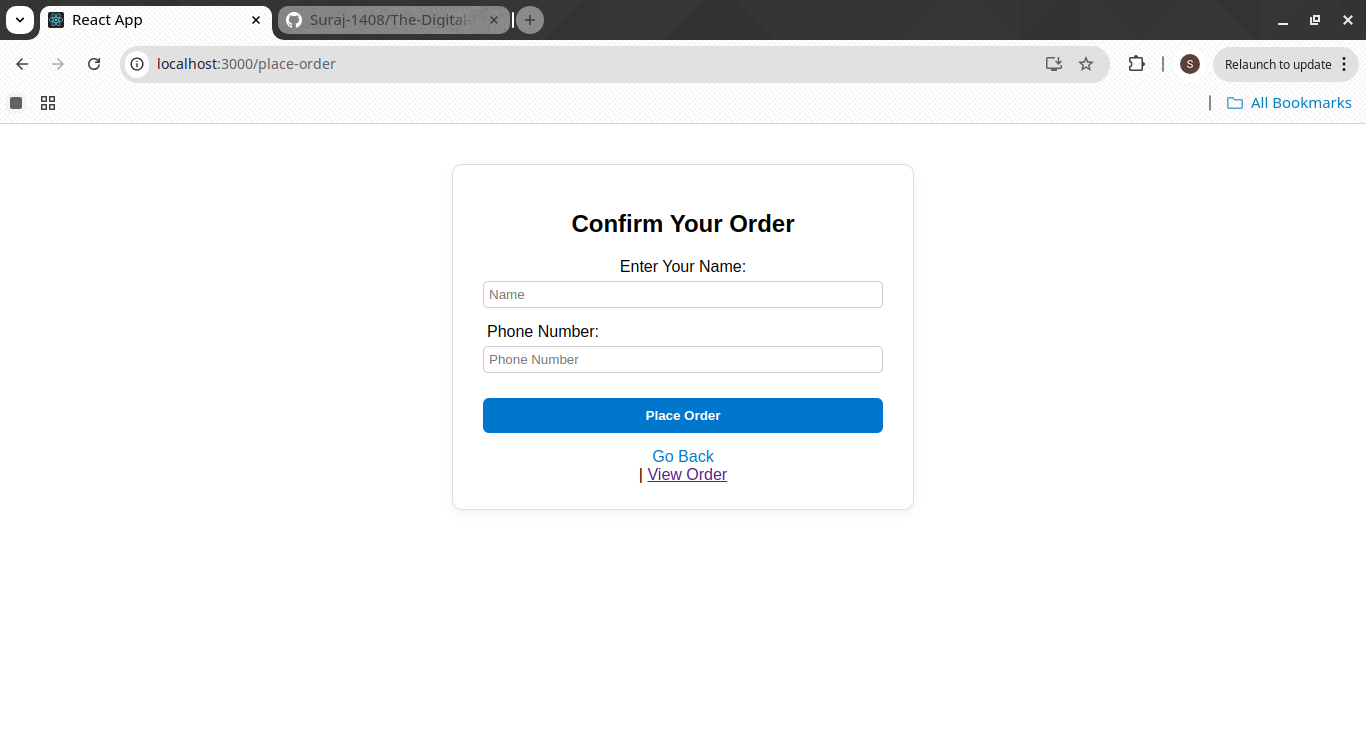 React App
Suraj-1408/The-Digital-
localhost:3000/place-order
S
Relaunch to update
All Bookmarks
Confirm Your Order
Enter Your Name:
Name
Phone Number:
Phone Number
Place Order
Go Back
| View Order